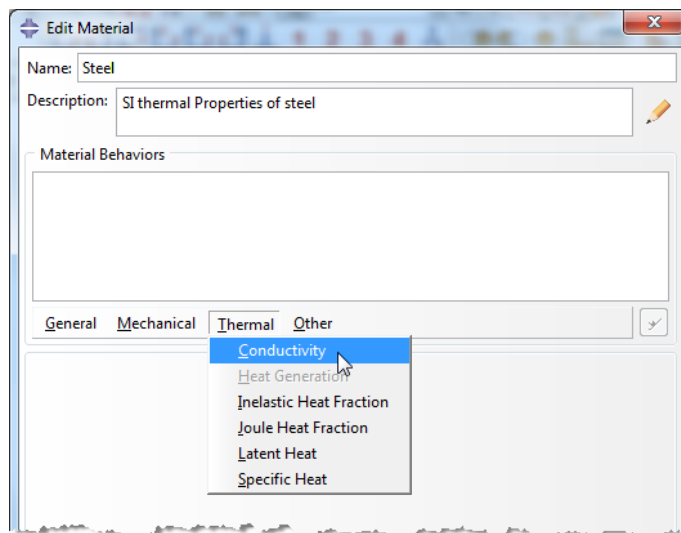 Edit Material
Name: Steel
Description: SI thermal Properties of steel
Material Behaviors
General Mechanical Thermal Other
Conductivity
Heat Generation
Inelastic Heat Fraction
Joule Heat Fraction
Latent Heat
Specific Heat